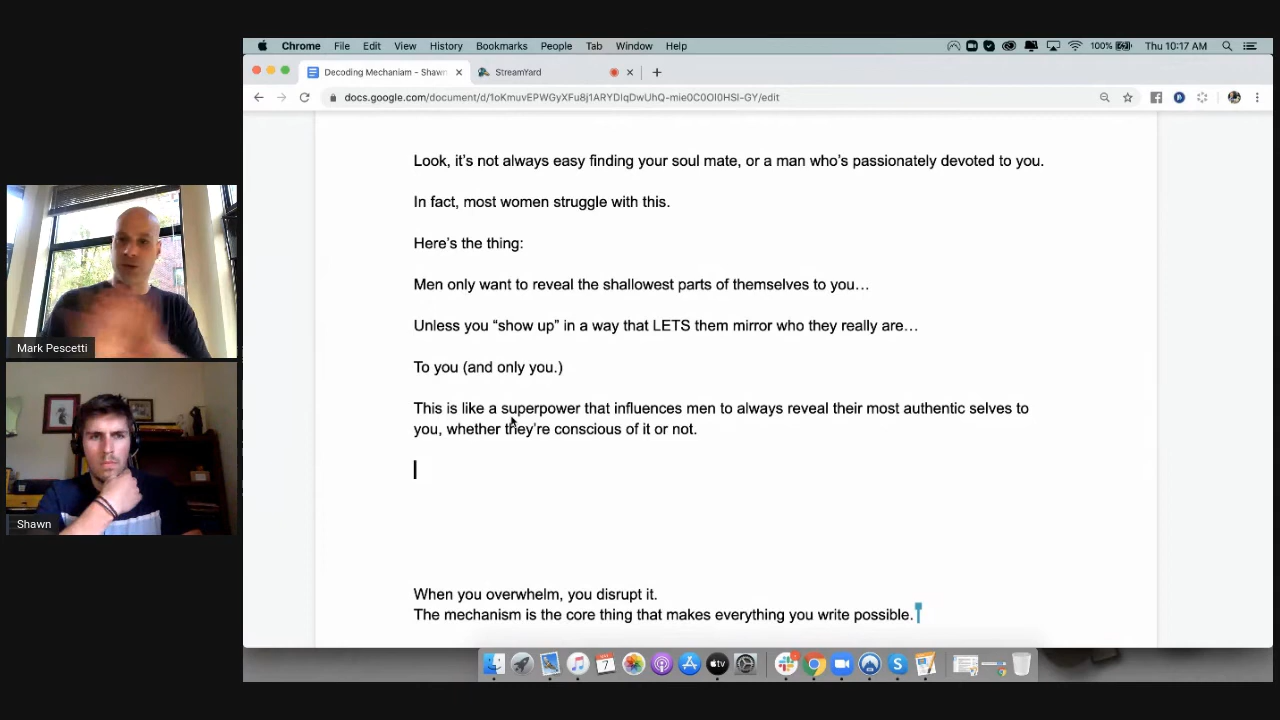 Chrome File Edit View History Bookmarks People Tab Window Help
100% Thu 10:17 AM
Decoding Mechaniam - Shawn
StreamYard
docs.google.com/document/d/1oKmuvEPWGyXFu8j1ARYDIqDwUhQ-mie0C0Ol0HSI-GY/edit
Look, it's not always easy finding your soul mate, or a man who's passionately devoted to you.
In fact, most women struggle with this.
Here's the thing:
Men only want to reveal the shallowest parts of themselves to you…
Unless you “show up” in a way that LETS them mirror who they really are…
To you (and only you.)
This is like a superpower that influences men to always reveal their most authentic selves to
you, whether they're conscious of it or not.
When you overwhelm, you disrupt it.
The mechanism is the core thing that makes everything you write possible.
Mark Pescetti
Shawn
7
tv